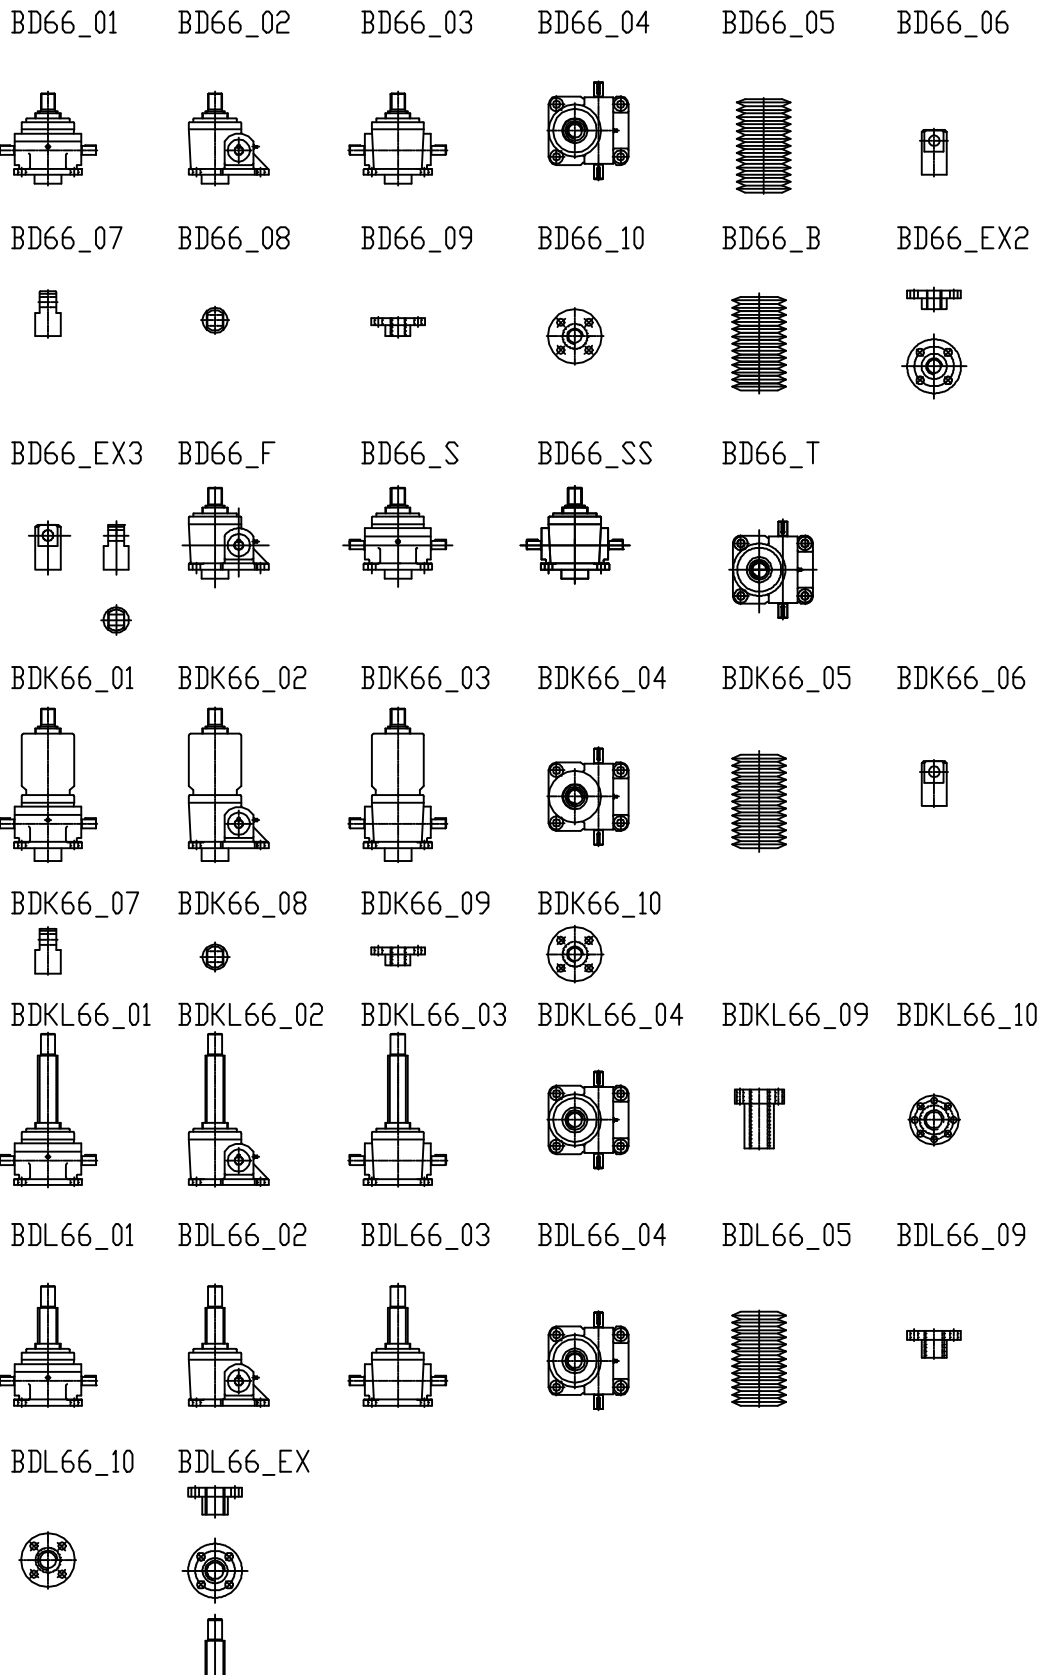 BD66_01 BD66_02 BD66_03 BD66_04 BD66_05 BD66_06
BD66_07 BD66_08 BD66_09 BD66_10 BD66_B BD66_EX2
BD66_EX3 BD66_F BD66_S BD66_SS BD66_T
BDK66_01 BDK66_02 BDK66_03 BDK66_04 BDK66_05 BDK66_06
BDK66_07 BDK66_08 BDK66_09 BDK66_10
BDKL66_01 BDKL66_02 BDKL66_03 BDKL66_04 BDKL66_09 BDKL66_10
BDL66_01 BDL66_02 BDL66_03 BDL66_04 BDL66_05 BDL66_09
BDL66_10 BDL66_EX